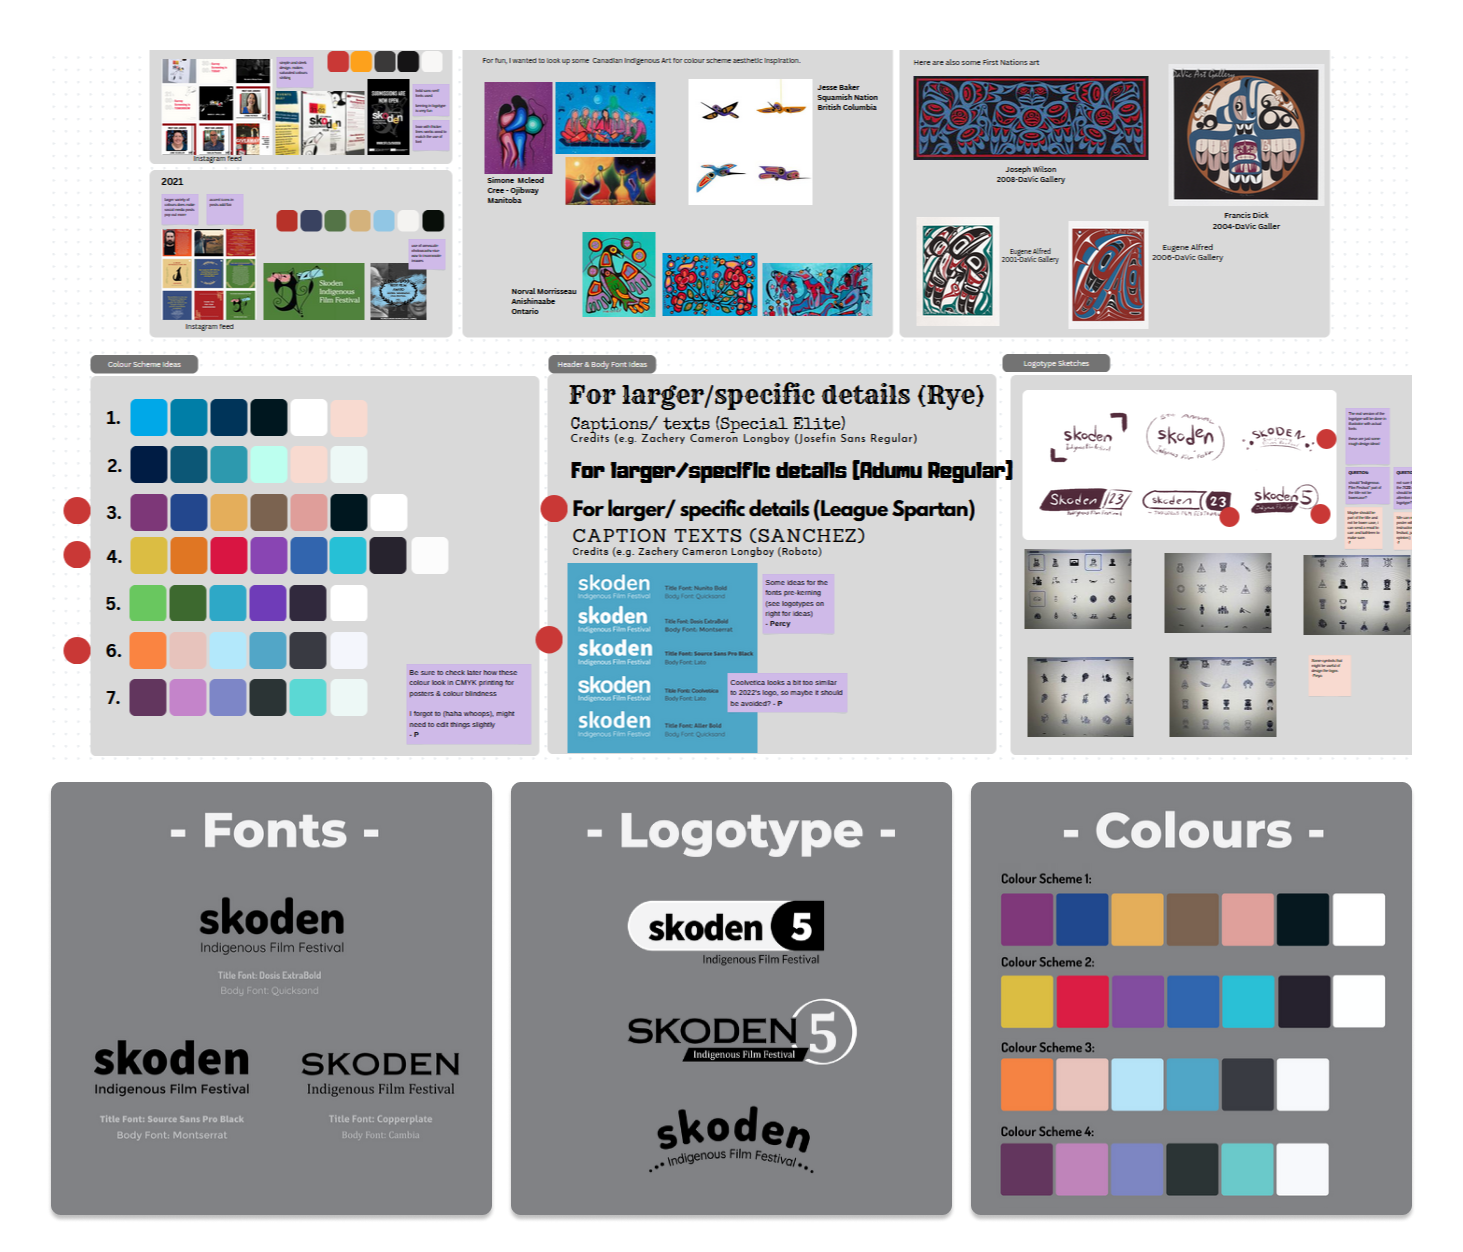 For fun, I wanted to look up some Canadian Indigenous Art for colour scheme aesthetic inspiration.
Here are also some First Nations art
Instagram feed
SUBMISSIONS ARE
NOW OPEN
skoden
2021
Skoden
Indigenous
Film Festival
Instagram feed
Simone Mcleod
Cree - Ojibway
Manitoba
Jesse Baker
Squamish Nation
British Columbia
Norval Morrisseau
Anishinaabe
Ontario
Joseph Wilson
2008-DaVic Gallery
DaVic Art Gallery
Francis Dick
2004-DaVic Galler
Eugene Alfred
2001-DaVic Gallery
Eugene Alfred
2006-DaVic Gallery
Colour Scheme Ideas
1.
2.
3.
4.
5.
6.
7.
Be sure to check later how these
colour look in CMYK printing for
posters & colour blindness
I forgot to (haha whoops), might
need to edit things slightly
- P
Header & Body Font Ideas
For larger/specific details (Rye)
Captions/ texts (Special Elite)
Credits (e.g. Zachery Cameron Longboy (Josefin Sans Regular)
For larger/specific details [Adumu Regular]
For larger/ specific details (League Spartan)
CAPTION TEXTS (SANCHEZ)
Credits (e.g. Zachery Cameron Longboy (Roboto)
skoden
Indigenous Film Festival
Title Font: Nunito Bold
Body Font: Quicksand
skoden
Indigenous Film Festival
Title Font: Dosis ExtraBold
Body Font: Montserrat
skoden
Indigenous Film Festival
Title Font: Source Sans Pro Black
Body Font: Lato
skoden
Indigenous Film Festival
Title Font: Coolvetica
Body Font: Lato
skoden
Indigenous Film Festival
Title Font: Aller Bold
Body Font: Quicksand
Some ideas for the
fonts pre-kerning
(see logotypes on
right for ideas)
- Percy
Coolvetica looks a bit too similar
to 2022's logo, so maybe it should
be avoided? - P
Logotype Sketches
skoden
skoden
SKODEN
Skoden /23/
skoden 23
skoden 5
- Fonts -
skoden
Indigenous Film Festival
Title Font: Dosis ExtraBold
Body Font: Quicksand
skoden
Indigenous Film Festival
Title Font: Source Sans Pro Black
Body Font: Montserrat
SKODEN
Indigenous Film Festival
Title Font: Copperplate
Body Font: Cambia
- Logotype -
skoden 5
Indigenous Film Festival
SKODEN 5
Indigenous Film Festival
skoden
Indigenous Film Festival
- Colours -
Colour Scheme 1:
Colour Scheme 2:
Colour Scheme 3:
Colour Scheme 4: